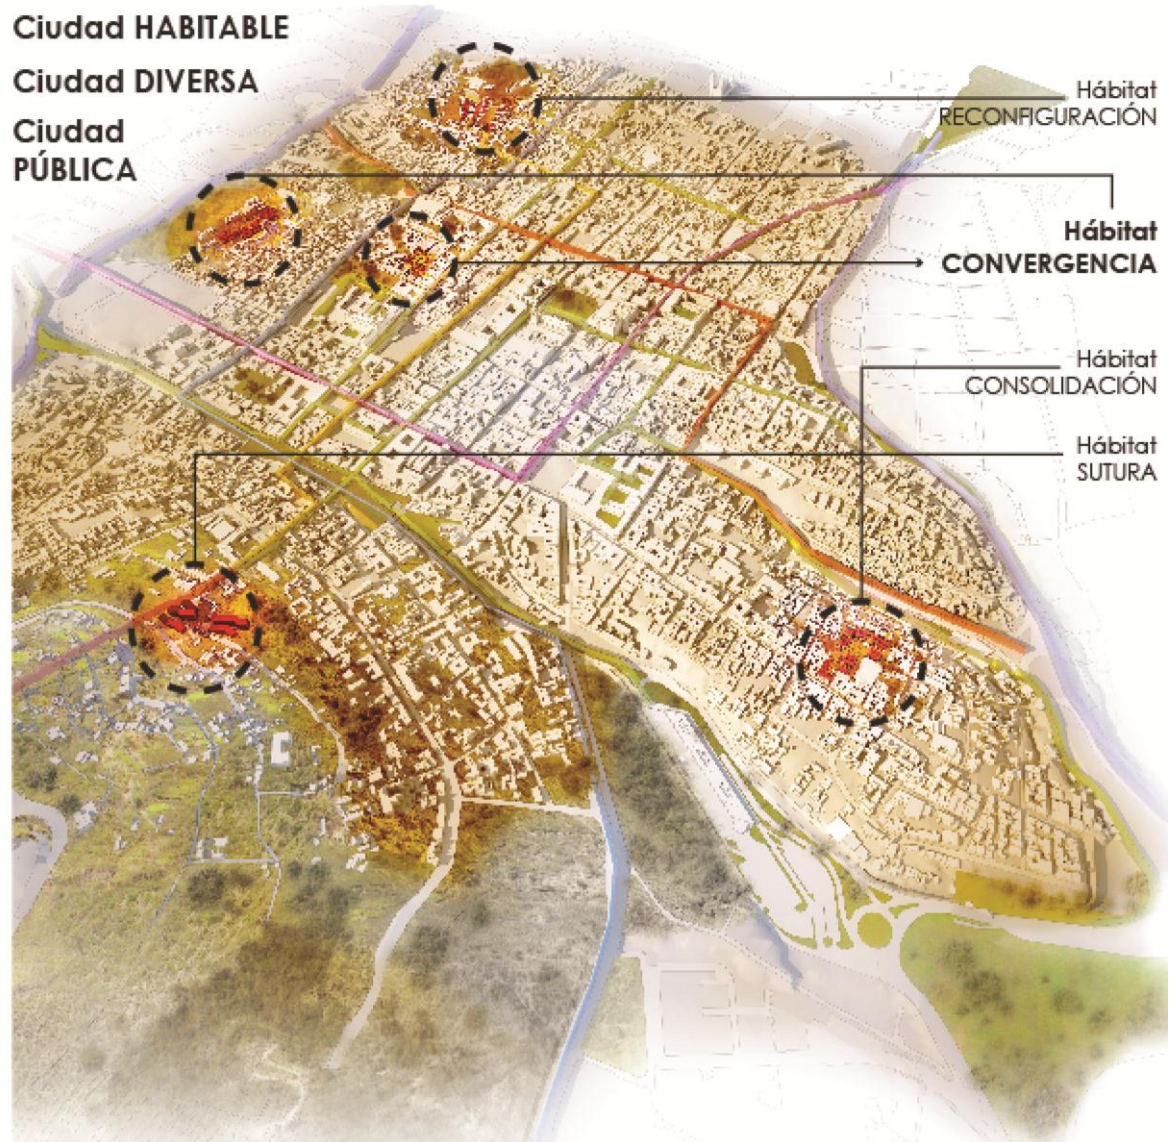 Ciudad HABITABLE
Ciudad DIVERSA
Ciudad
PÚBLICA
Hábitat
RECONFIGURACIÓN
Hábitat
CONVERGENCIA
Hábitat
CONSOLIDACIÓN
Hábitat
SUTURA